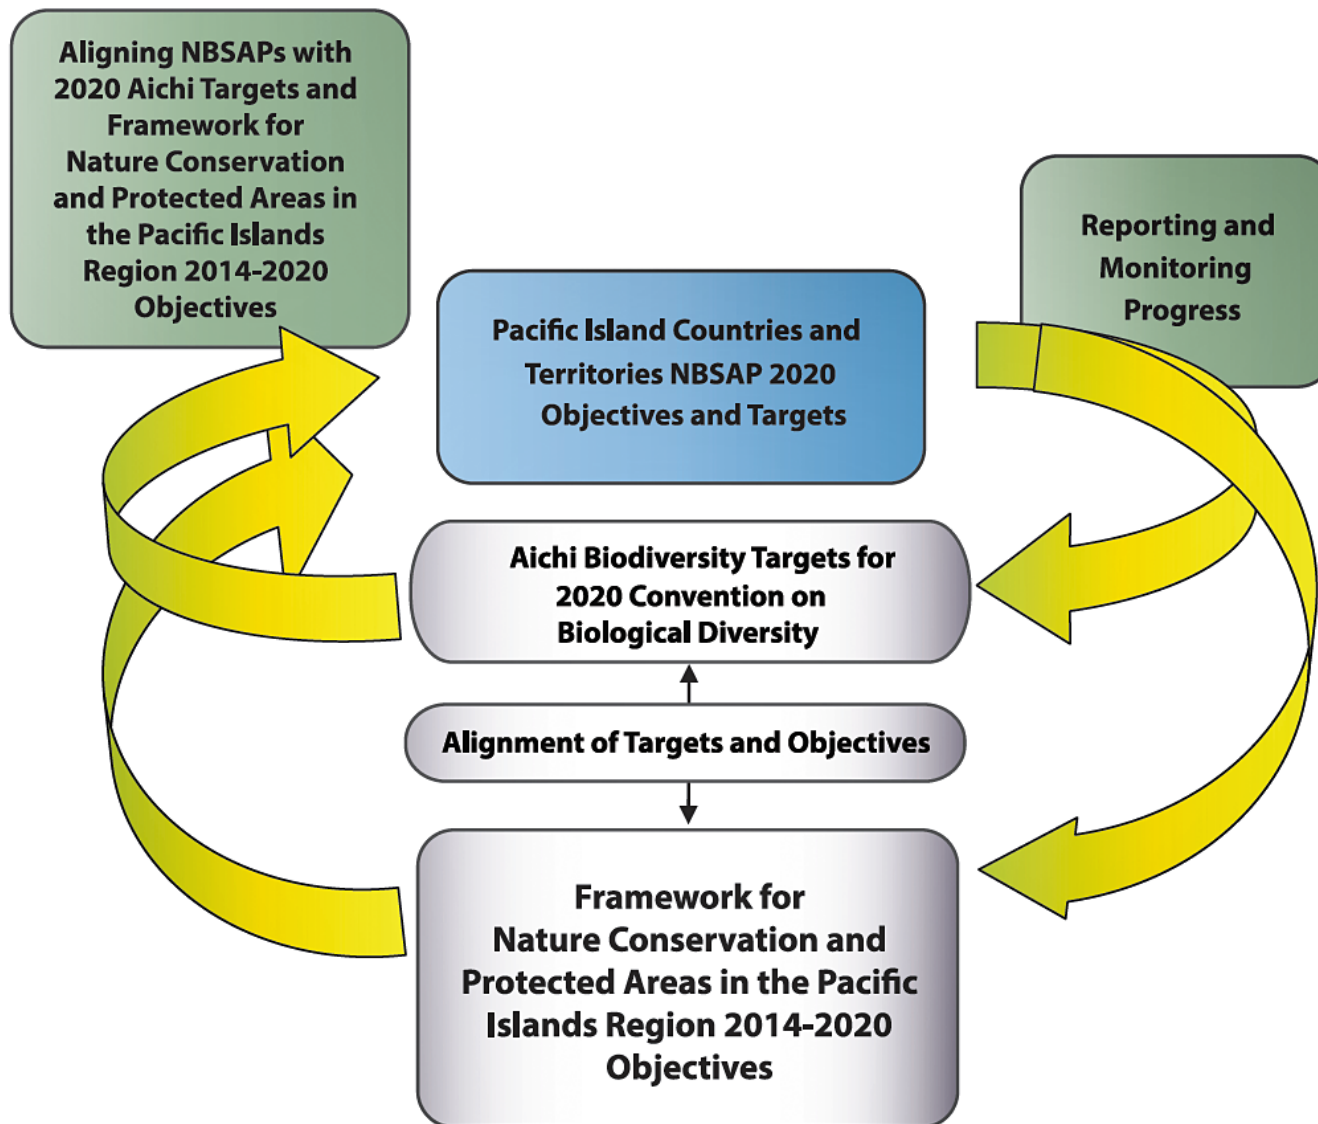 Aligning NBSAPs with
2020 Aichi Targets and
Framework for
Nature Conservation
and Protected Areas in
the Pacific Islands
Region 2014-2020
Objectives
Reporting and
Monitoring
Progress
Pacific Island Countries and
Territories NBSAP 2020
Objectives and Targets
Aichi Biodiversity Targets for
2020 Convention on
Biological Diversity
Alignment of Targets and Objectives
Framework for
Nature Conservation and
Protected Areas in the Pacific
Islands Region 2014-2020
Objectives